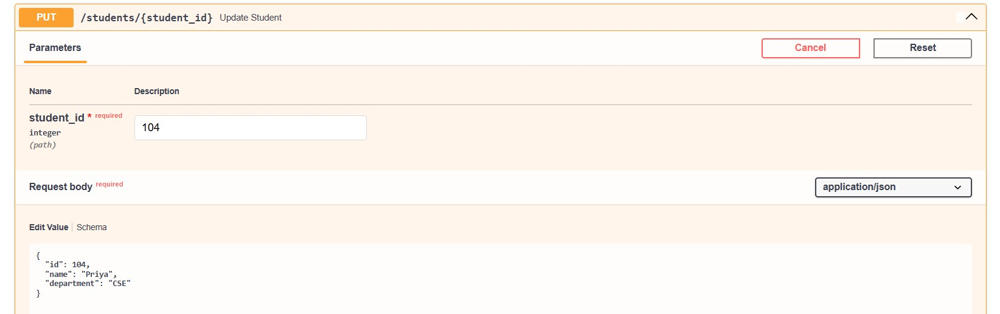 PUT /students/{student_id} Update Student
Parameters Cancel Reset
Name Description
student_id * required
integer
(path)
104
Request body required application/json
Edit Value | Schema
{
  "id": 104,
  "name": "Priya",
  "department": "CSE"
}